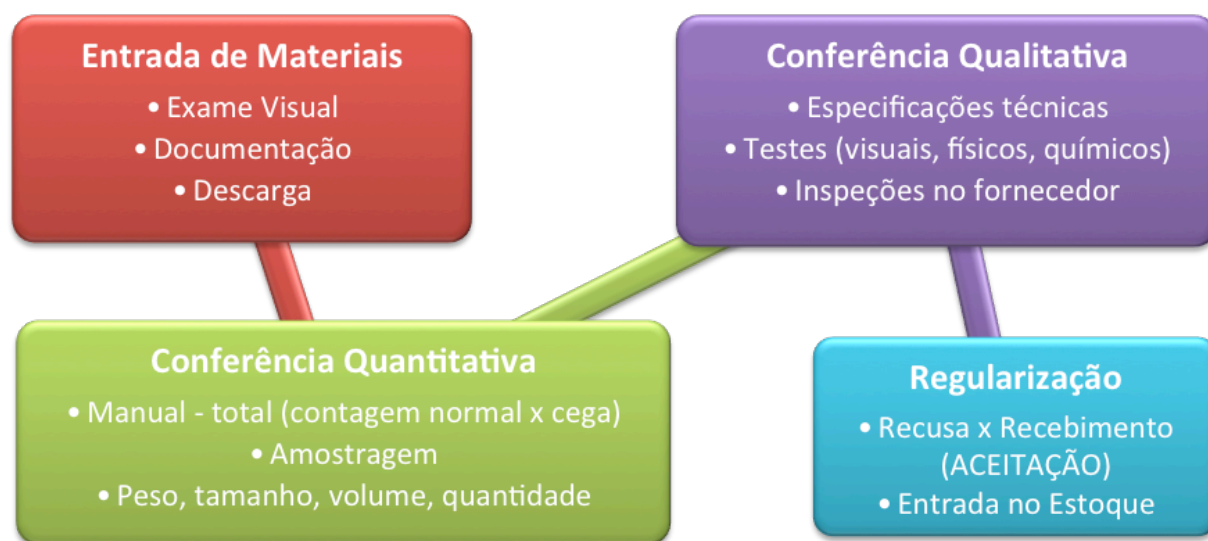 Entrada de Materiais
• Exame Visual
• Documentação
• Descarga
Conferência Quantitativa
• Manual - total (contagem normal x cega)
• Amostragem
• Peso, tamanho, volume, quantidade
Conferência Qualitativa
• Especificações técnicas
• Testes (visuais, físicos, químicos)
• Inspeções no fornecedor
Regularização
• Recusa x Recebimento
(ACEITAÇÃO)
• Entrada no Estoque